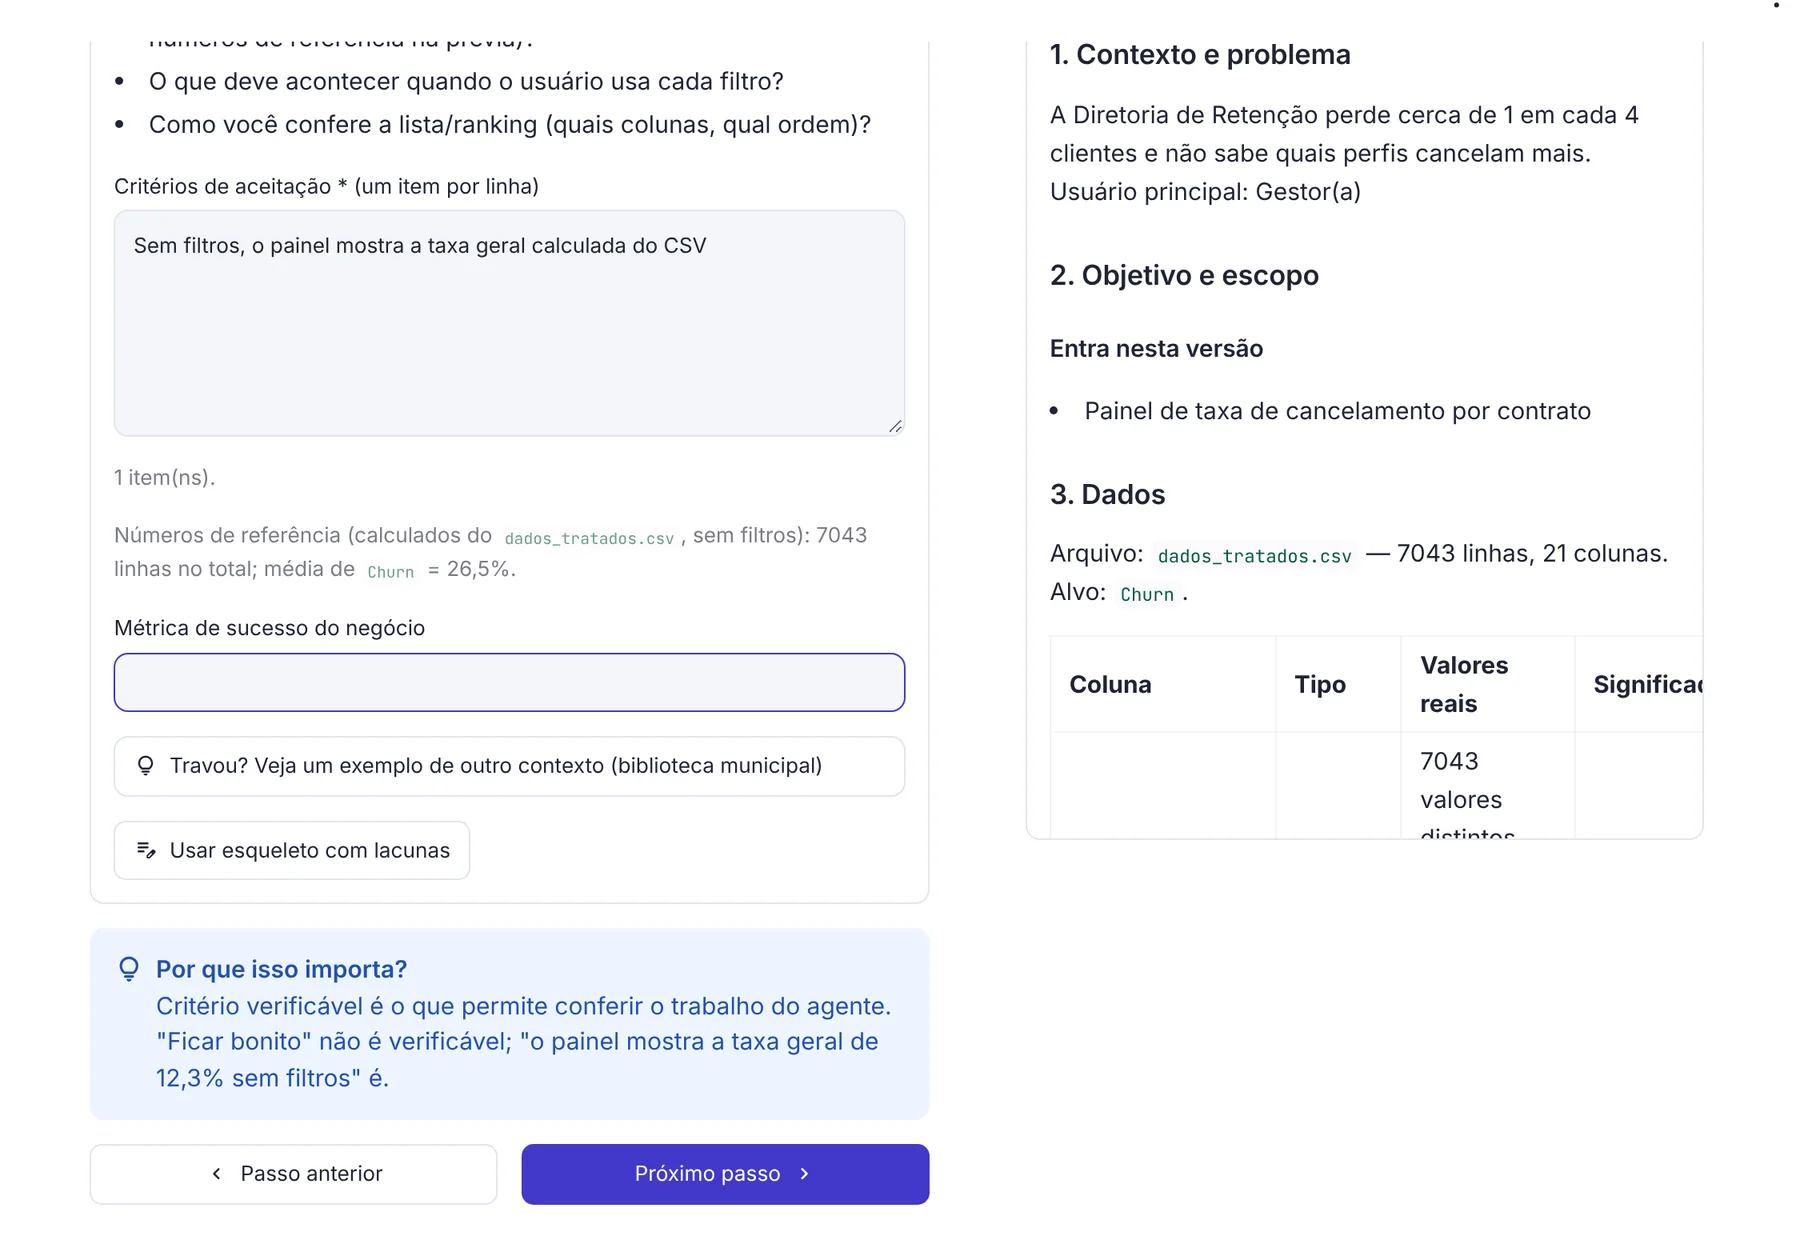 números de referência na prévia)?
• O que deve acontecer quando o usuário usa cada filtro?
• Como você confere a lista/ranking (quais colunas, qual ordem)?
Critérios de aceitação * (um item por linha)
Sem filtros, o painel mostra a taxa geral calculada do CSV
1 item(ns).
Números de referência (calculados do dados_tratados.csv, sem filtros): 7043
linhas no total; média de Churn = 26,5%.
Métrica de sucesso do negócio
Travou? Veja um exemplo de outro contexto (biblioteca municipal)
Usar esqueleto com lacunas
Por que isso importa?
Critério verificável é o que permite conferir o trabalho do agente.
"Ficar bonito" não é verificável; "o painel mostra a taxa geral de
12,3% sem filtros" é.
Passo anterior
Próximo passo
1. Contexto e problema
A Diretoria de Retenção perde cerca de 1 em cada 4
clientes e não sabe quais perfis cancelam mais.
Usuário principal: Gestor(a)
2. Objetivo e escopo
Entra nesta versão
• Painel de taxa de cancelamento por contrato
3. Dados
Arquivo: dados_tratados.csv — 7043 linhas, 21 colunas.
Alvo: Churn.
Coluna
Tipo
Valores
reais
Significad
7043
valores
distintos